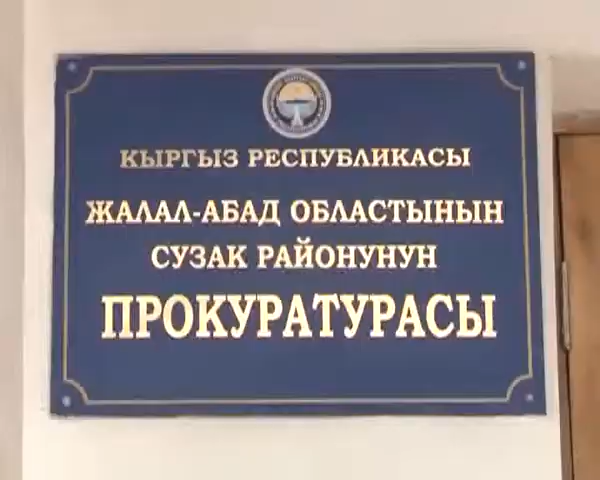 КЫРГЫЗ РЕСПУБЛИКАСЫ
ЖАЛАЛ-АБАД ОБЛАСТЫНЫН
СУЗАК РАЙОНУНУН
ПРОКУРАТУРАСЫ